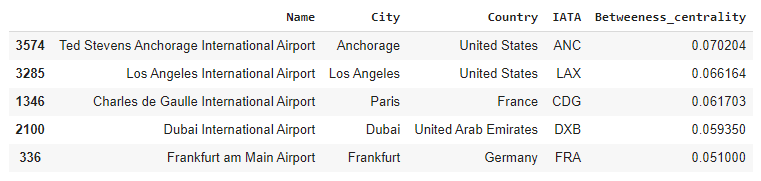 Name City Country IATA Betweeness_centrality
3574 Ted Stevens Anchorage International Airport Anchorage United States ANC 0.070204
3285 Los Angeles International Airport Los Angeles United States LAX 0.066164
1346 Charles de Gaulle International Airport Paris France CDG 0.061703
2100 Dubai International Airport Dubai United Arab Emirates DXB 0.059350
336 Frankfurt am Main Airport Frankfurt Germany FRA 0.051000